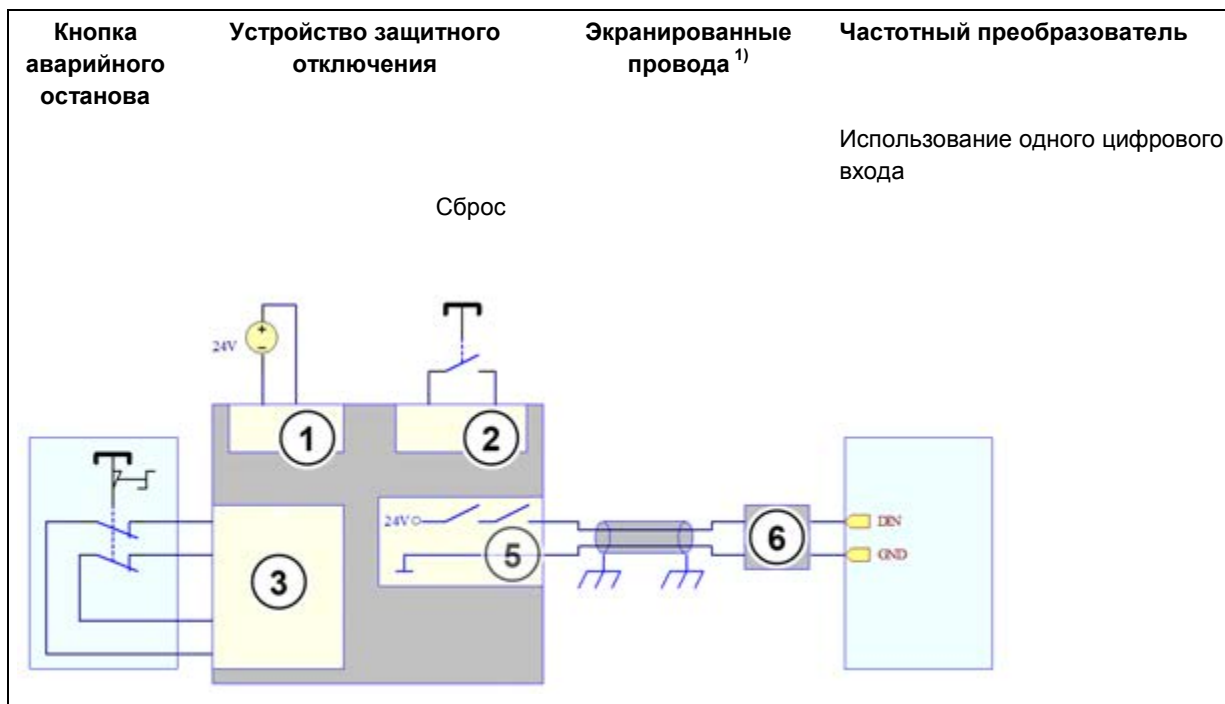 Кнопка
аварийного
останова
Устройство защитного
отключения
Экранированные
провода 1)
Частотный преобразователь
Использование одного цифрового
входа
Сброс
24V
1
2
3
24V
5
6
DIN
GND